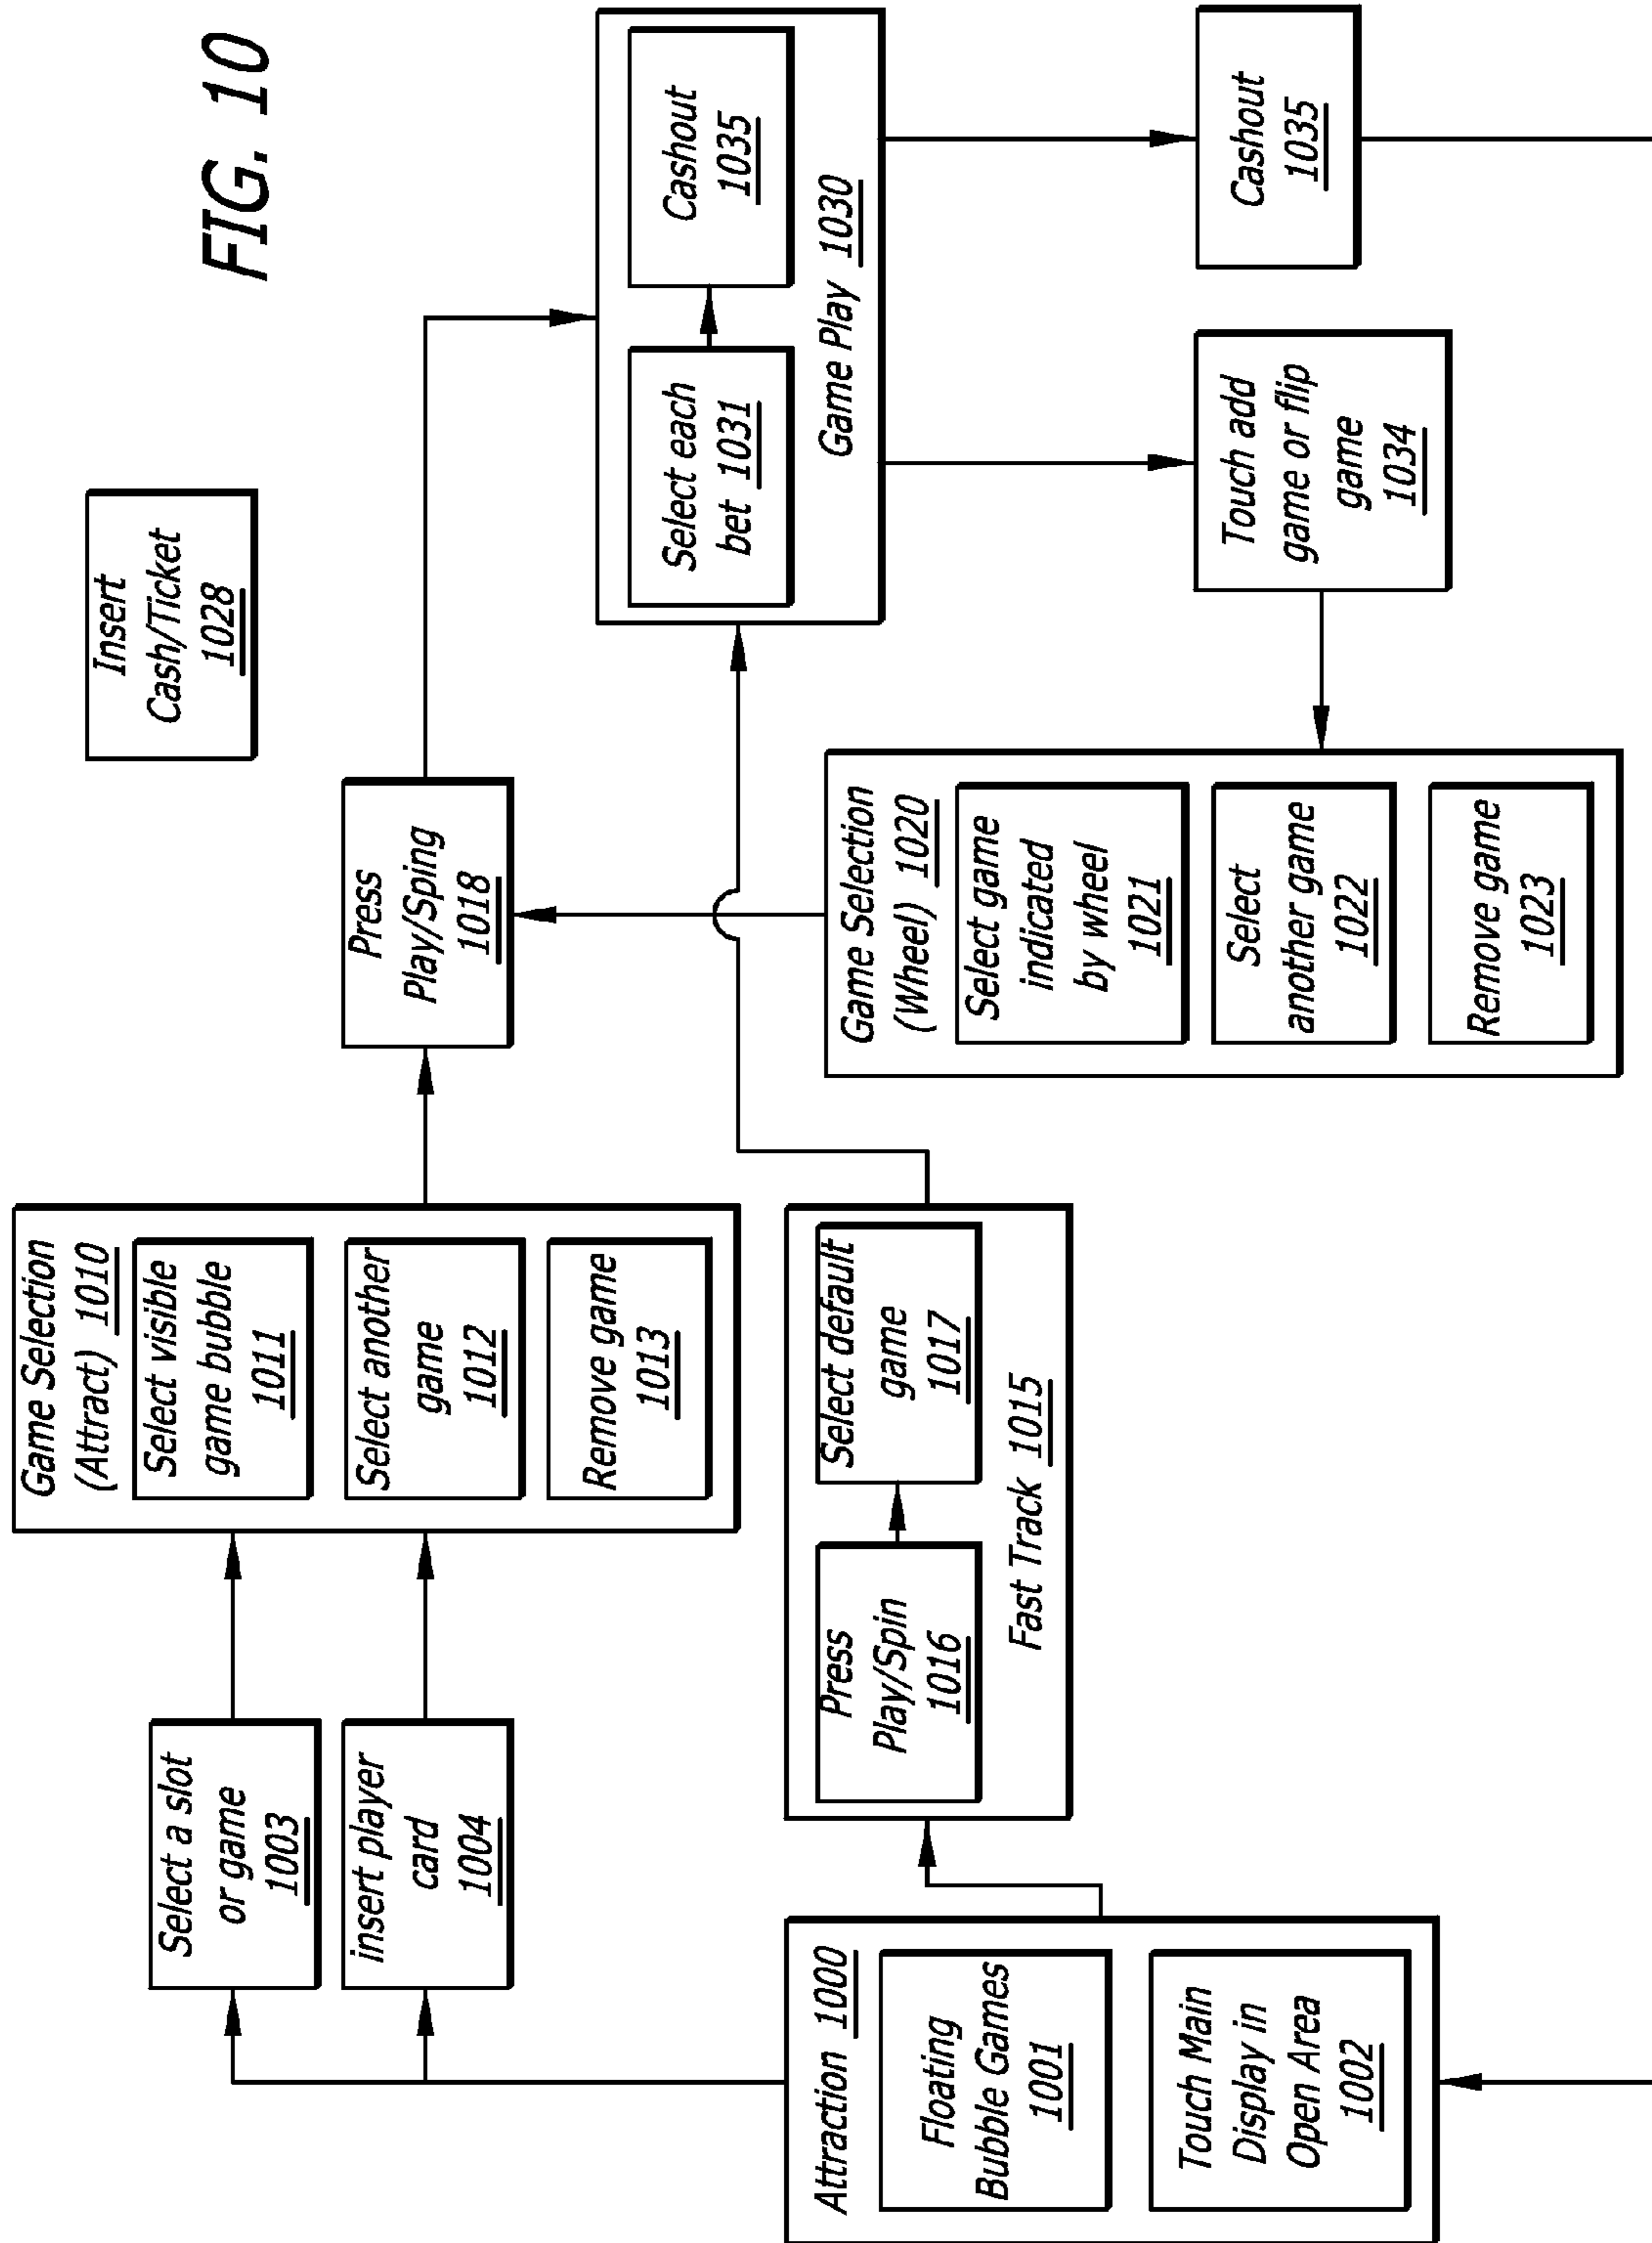 FIG. 10
Insert
Cash/Ticket
1028
Select a slot
or game
1003
insert player
card
1004
Game Selection
(Attract) 1010
Select visible
game bubble
1011
Select another
game
1012
Remove game
1013
Press
Play/Sping
1018
Attraction 1000
Floating
Bubble Games
1001
Touch Main
Display in
Open Area
1002
Press
Play/Spin
1016
Select default
game
1017
Fast Track 1015
Game Selection
(Wheel) 1020
Select game
indicated
by wheel
1021
Select
another game
1022
Remove game
1023
Select each
bet 1031
Cashout
1035
Game Play 1030
Touch add
game or flip
game
1034
Cashout
1035